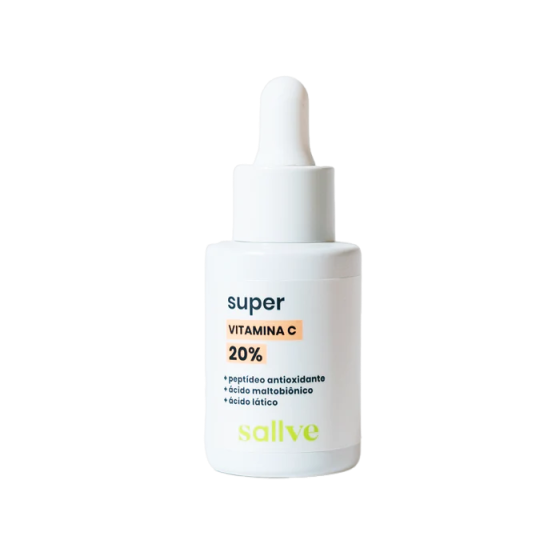 super
VITAMINA C
20%
• peptídeo antioxidante
• ácido maltobiônico
• ácido lático
sallve